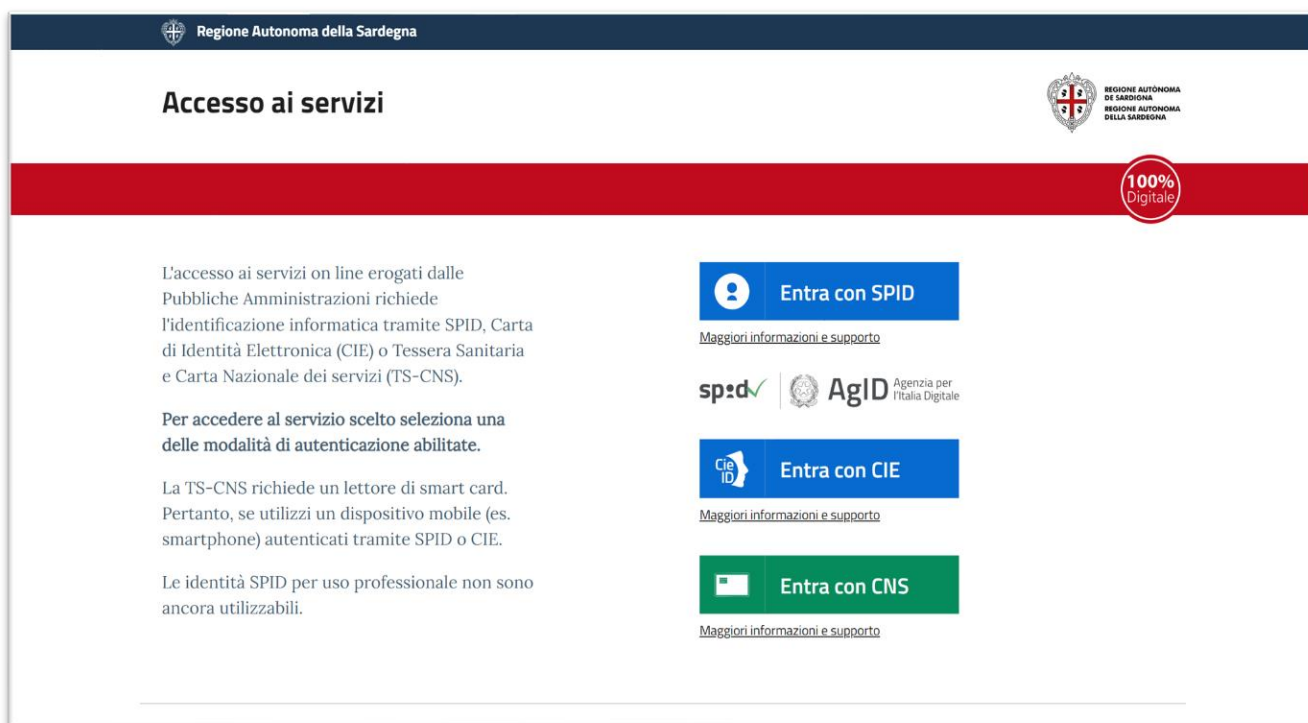 Regione Autonoma della Sardegna
Accesso ai servizi
REGIONE AUTÒNOMA
DE SARDIGNA
REGIONE AUTONOMA
DELLA SARDEGNA
100%
Digitale
L'accesso ai servizi on line erogati dalle
Pubbliche Amministrazioni richiede
l'identificazione informatica tramite SPID, Carta
di Identità Elettronica (CIE) o Tessera Sanitaria
e Carta Nazionale dei servizi (TS-CNS).
Per accedere al servizio scelto seleziona una
delle modalità di autenticazione abilitate.
La TS-CNS richiede un lettore di smart card.
Pertanto, se utilizzi un dispositivo mobile (es.
smartphone) autenticati tramite SPID o CIE.
Le identità SPID per uso professionale non sono
ancora utilizzabili.
Entra con SPID
Maggiori informazioni e supporto
spid AgID Agenzia per
l'Italia Digitale
Cie
ID
Entra con CIE
Maggiori informazioni e supporto
Entra con CNS
Maggiori informazioni e supporto